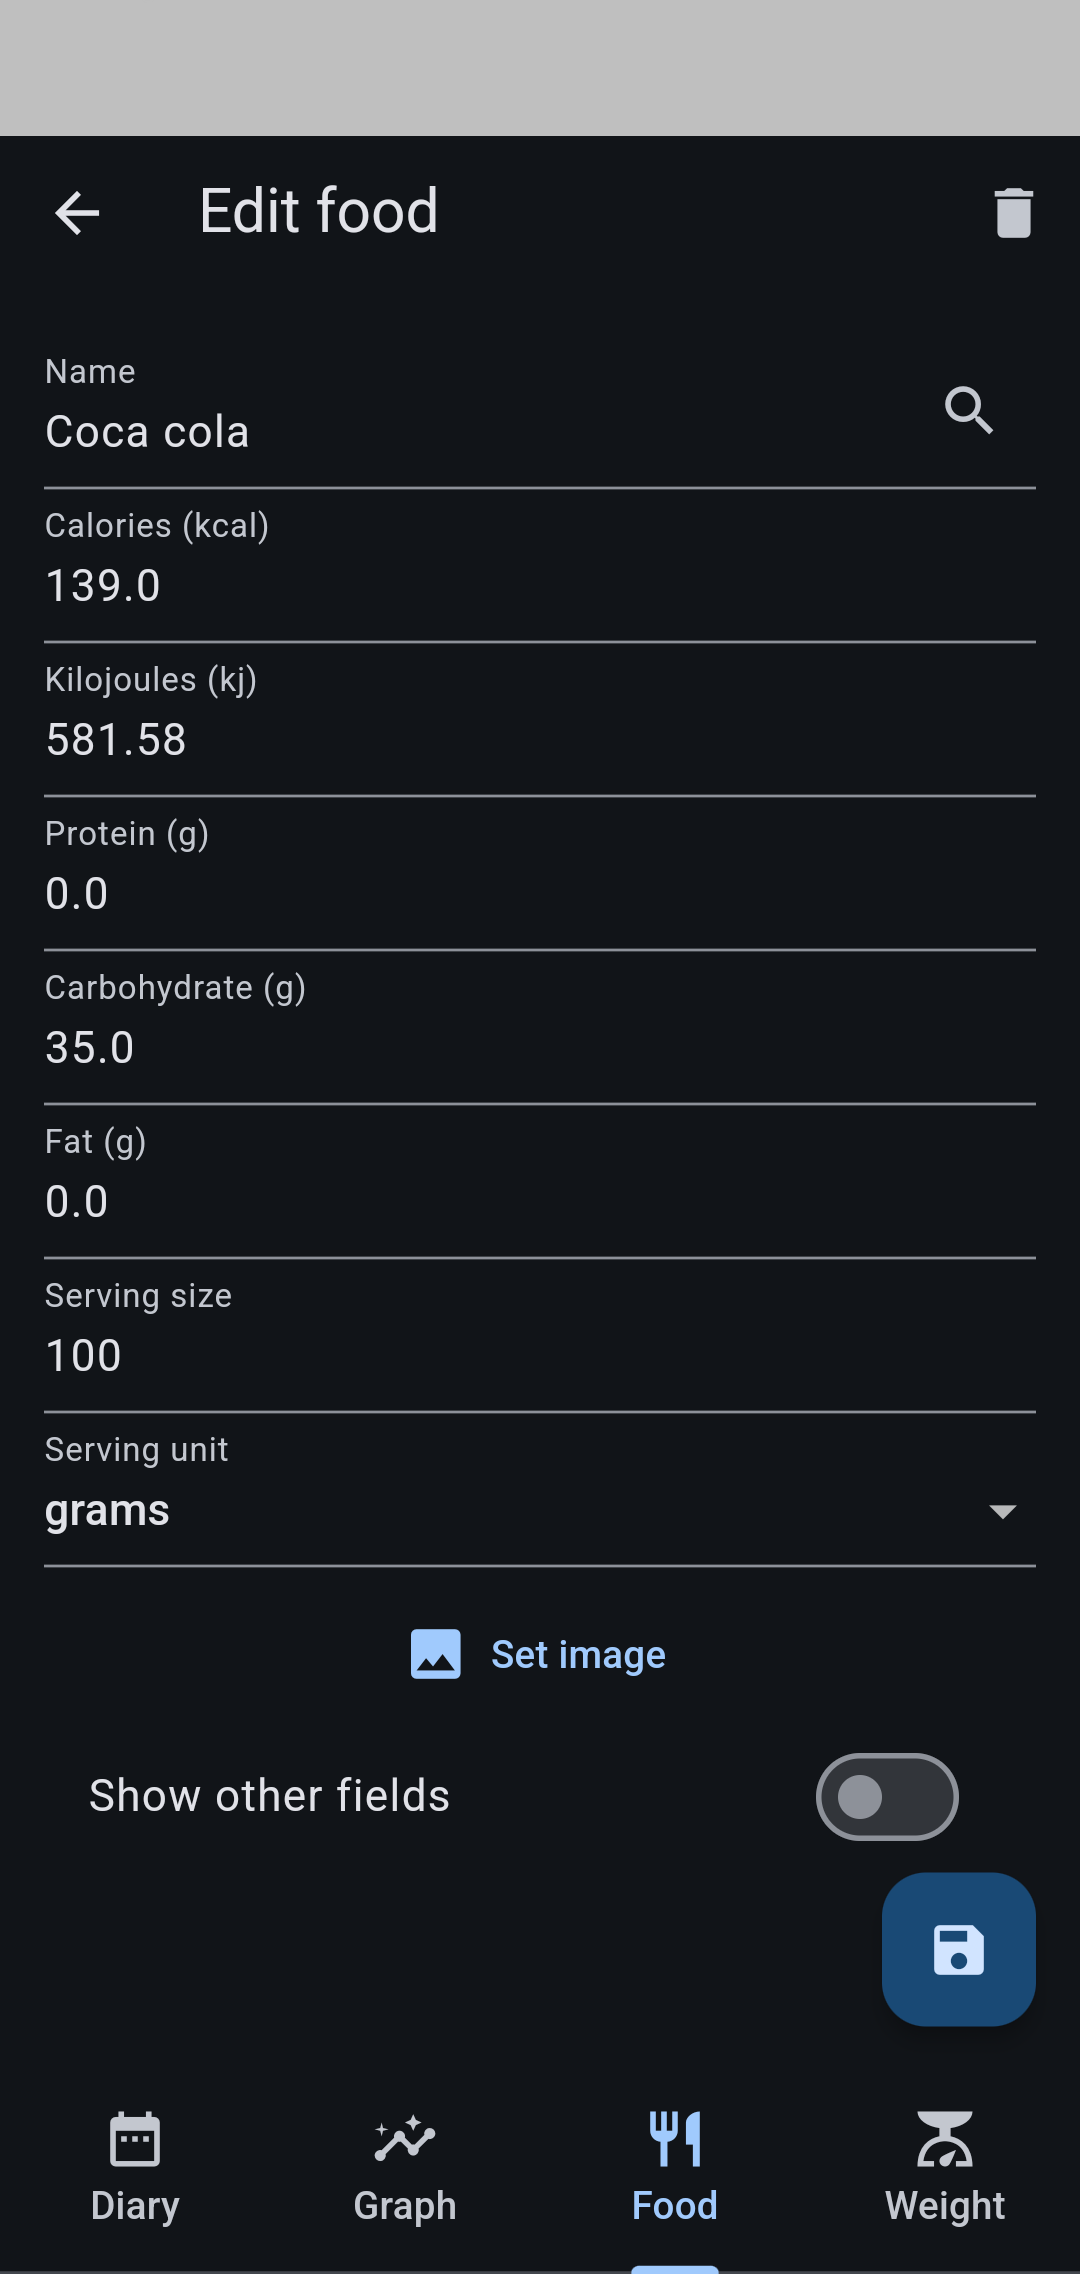 Edit food
Name
Coca cola
Calories (kcal)
139.0
Kilojoules (kj)
581.58
Protein (g)
0.0
Carbohydrate (g)
35.0
Fat (g)
0.0
Serving size
100
Serving unit
grams
Set image
Show other fields
Diary
Graph
Food
Weight